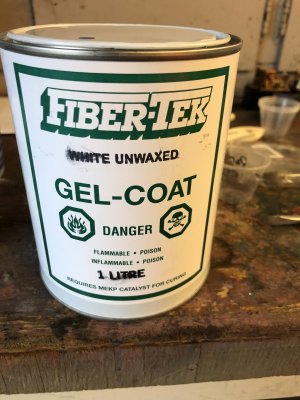 FIBER-TEK
WHITE UNWAXED
GEL-COAT
DANGER
FLAMMABLE • POISON
INFLAMMABLE • POISON
1 LITRE
REQUIRES MEKP CATALYST FOR CURING